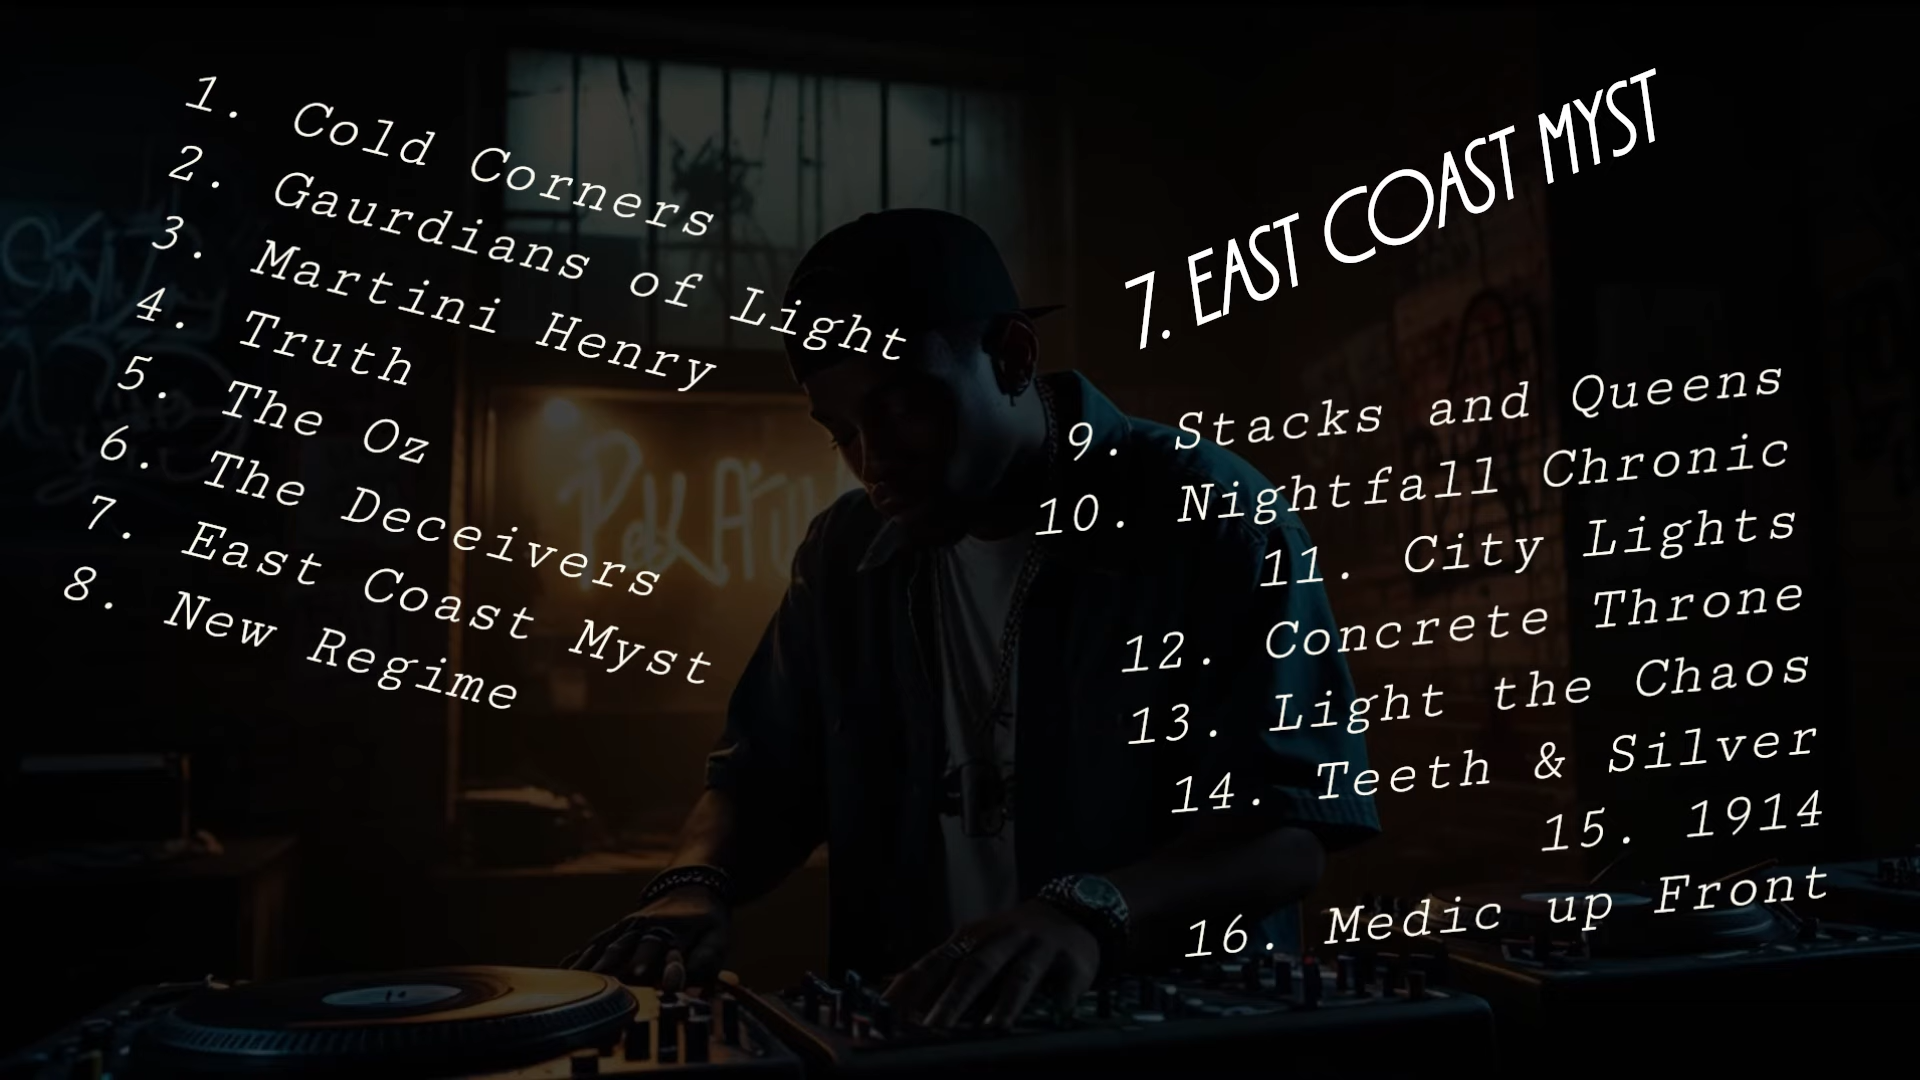 1. Cold Corners
2. Gaurdians of Light
3. Martini Henry
4. Truth
5. The Oz
6. The Deceivers
7. East Coast Myst
8. New Regime
7. EAST COAST MYST
9. Stacks and Queens
10. Nightfall Chronic
11. City Lights
12. Concrete Throne
13. Light the Chaos
14. Teeth & Silver
15. 1914
16. Medic up Front